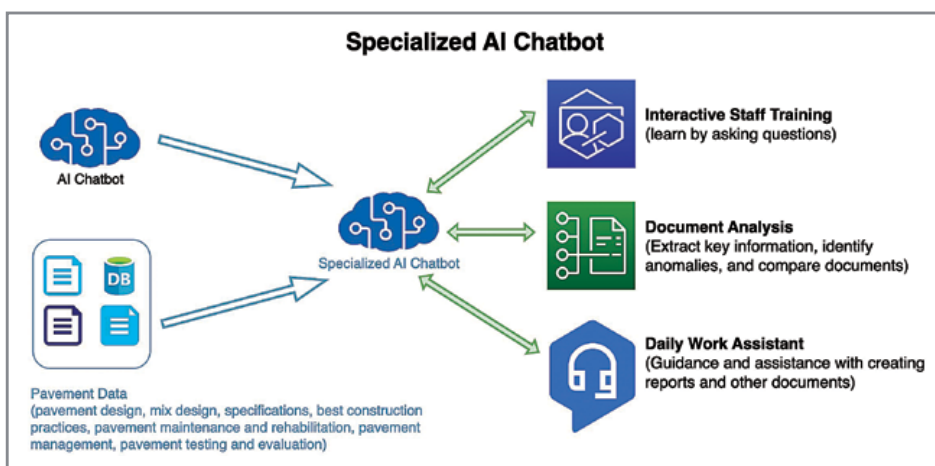 Specialized AI Chatbot
AI Chatbot
Specialized AI Chatbot
DB
Pavement Data
(pavement design, mix design, specifications, best construction
practices, pavement maintenance and rehabilitation, pavement
management, pavement testing and evaluation)
Interactive Staff Training
(learn by asking questions)
Document Analysis
(Extract key information, identify
anomalies, and compare documents)
Daily Work Assistant
(Guidance and assistance with creating
reports and other documents)